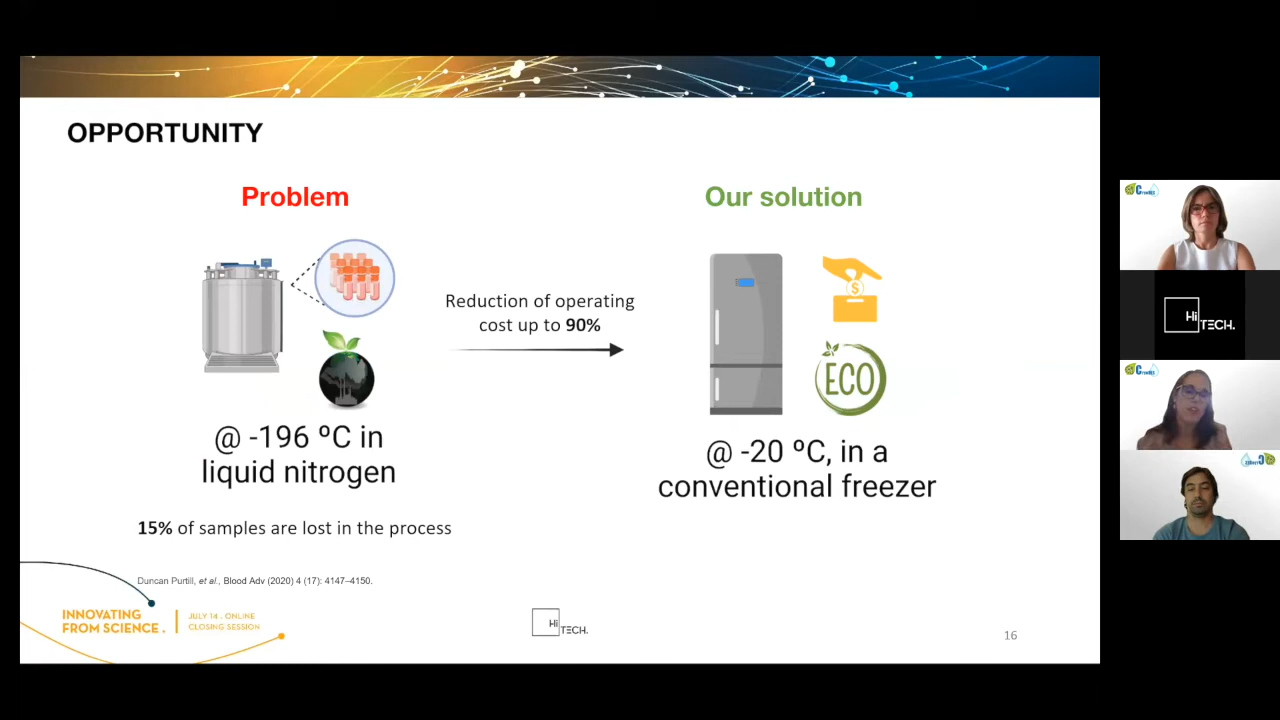 OPPORTUNITY
Problem
Our solution
Reduction of operating
cost up to 90%
$
ECO
@ -196 ºC in
liquid nitrogen
@ -20 ºC, in a
conventional freezer
15% of samples are lost in the process
Duncan Purtill, et al., Blood Adv (2020) 4 (17): 4147–4150.
INNOVATING
FROM SCIENCE.
JULY 14 . ONLINE
CLOSING SESSION
Hi
TECH.
16
Hi
TECH.